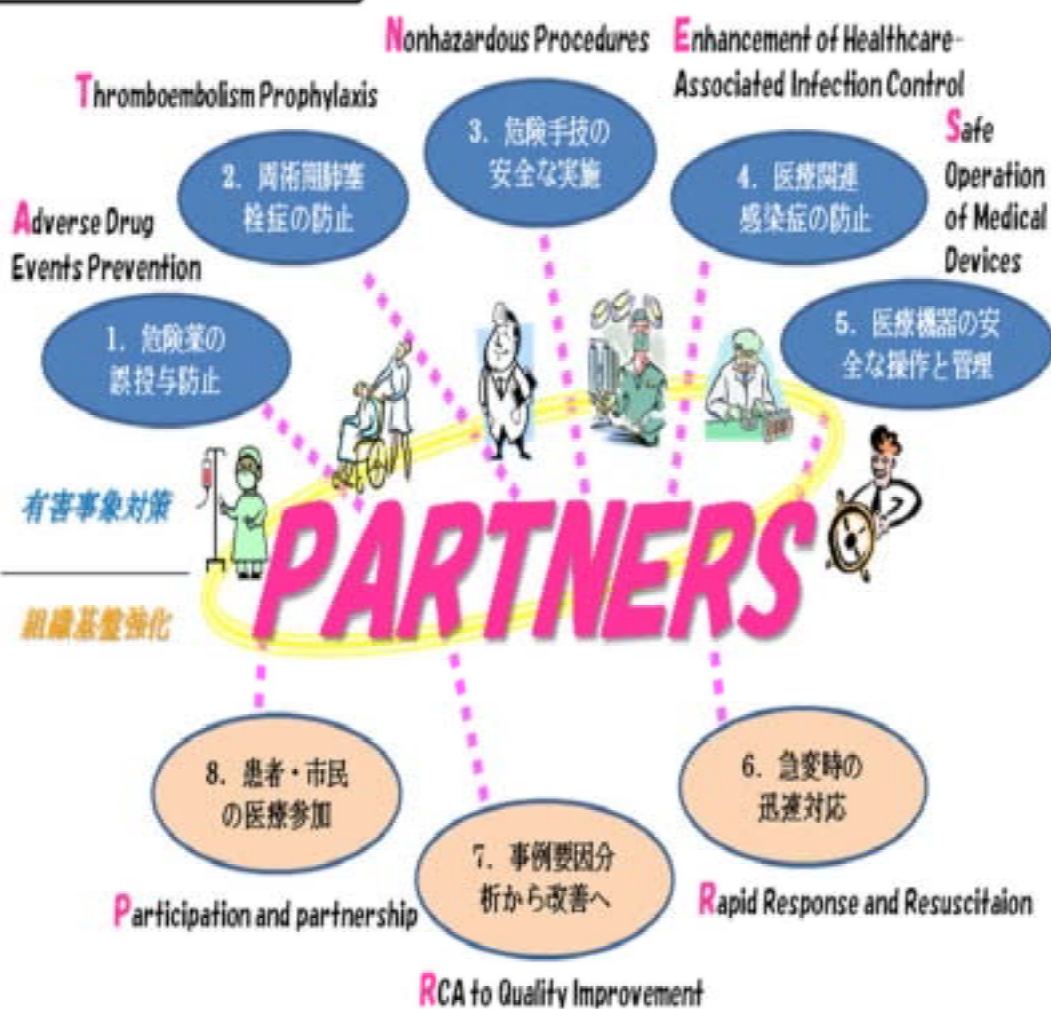 Nonhazardous Procedures
Enhancement of Healthcare-
Associated Infection Control
Thromboembolism Prophylaxis
3. 危険手技の
安全な実施
Safe
Operation
of Medical
Devices
2. 周術期肺塞
栓症の防止
4. 医療関連
感染症の防止
Adverse Drug
Events Prevention
1. 危険薬の
誤投与防止
5. 医療機器の安
全な操作と管理
有害事象対策
PARTNERS
組織基盤強化
8. 患者・市民
の医療参加
6. 急変時の
迅速対応
7. 事例要因分
析から改善へ
Participation and partnership
Rapid Response and Resuscitaion
RCA to Quality Improvement